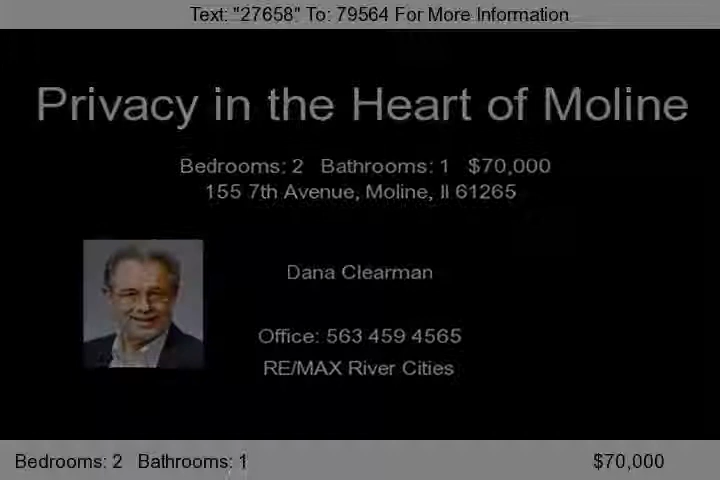 Text: "27658" To: 79564 For More Information
Privacy in the Heart of Moline
Bedrooms: 2 Bathrooms: 1 $70,000
155 7th Avenue, Moline, Il 61265
Dana Clearman
Office: 563 459 4565
RE/MAX River Cities
Bedrooms: 2 Bathrooms: 1 $70,000